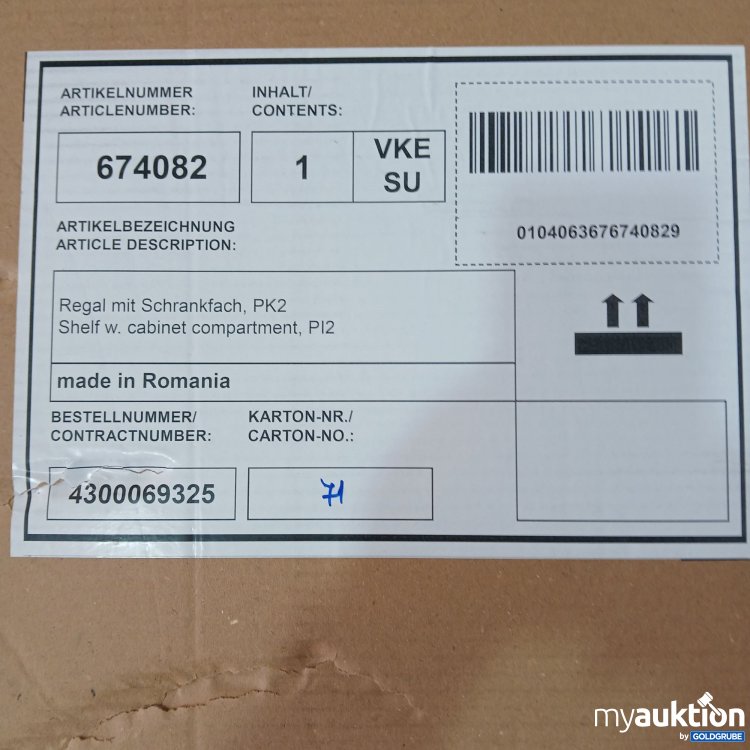 ARTIKELNUMMER
ARTICLENUMBER:
674082
INHALT/
CONTENTS:
1
VKE
SU
0104063676740829
ARTIKELBEZEICHNUNG
ARTICLE DESCRIPTION:
Regal mit Schrankfach, PK2
Shelf w. cabinet compartment, PI2
made in Romania
BESTELLNUMMER/
CONTRACTNUMBER:
4300069325
KARTON-NR./
CARTON-NO.:
71
myauktion
by GOLDGRUBE